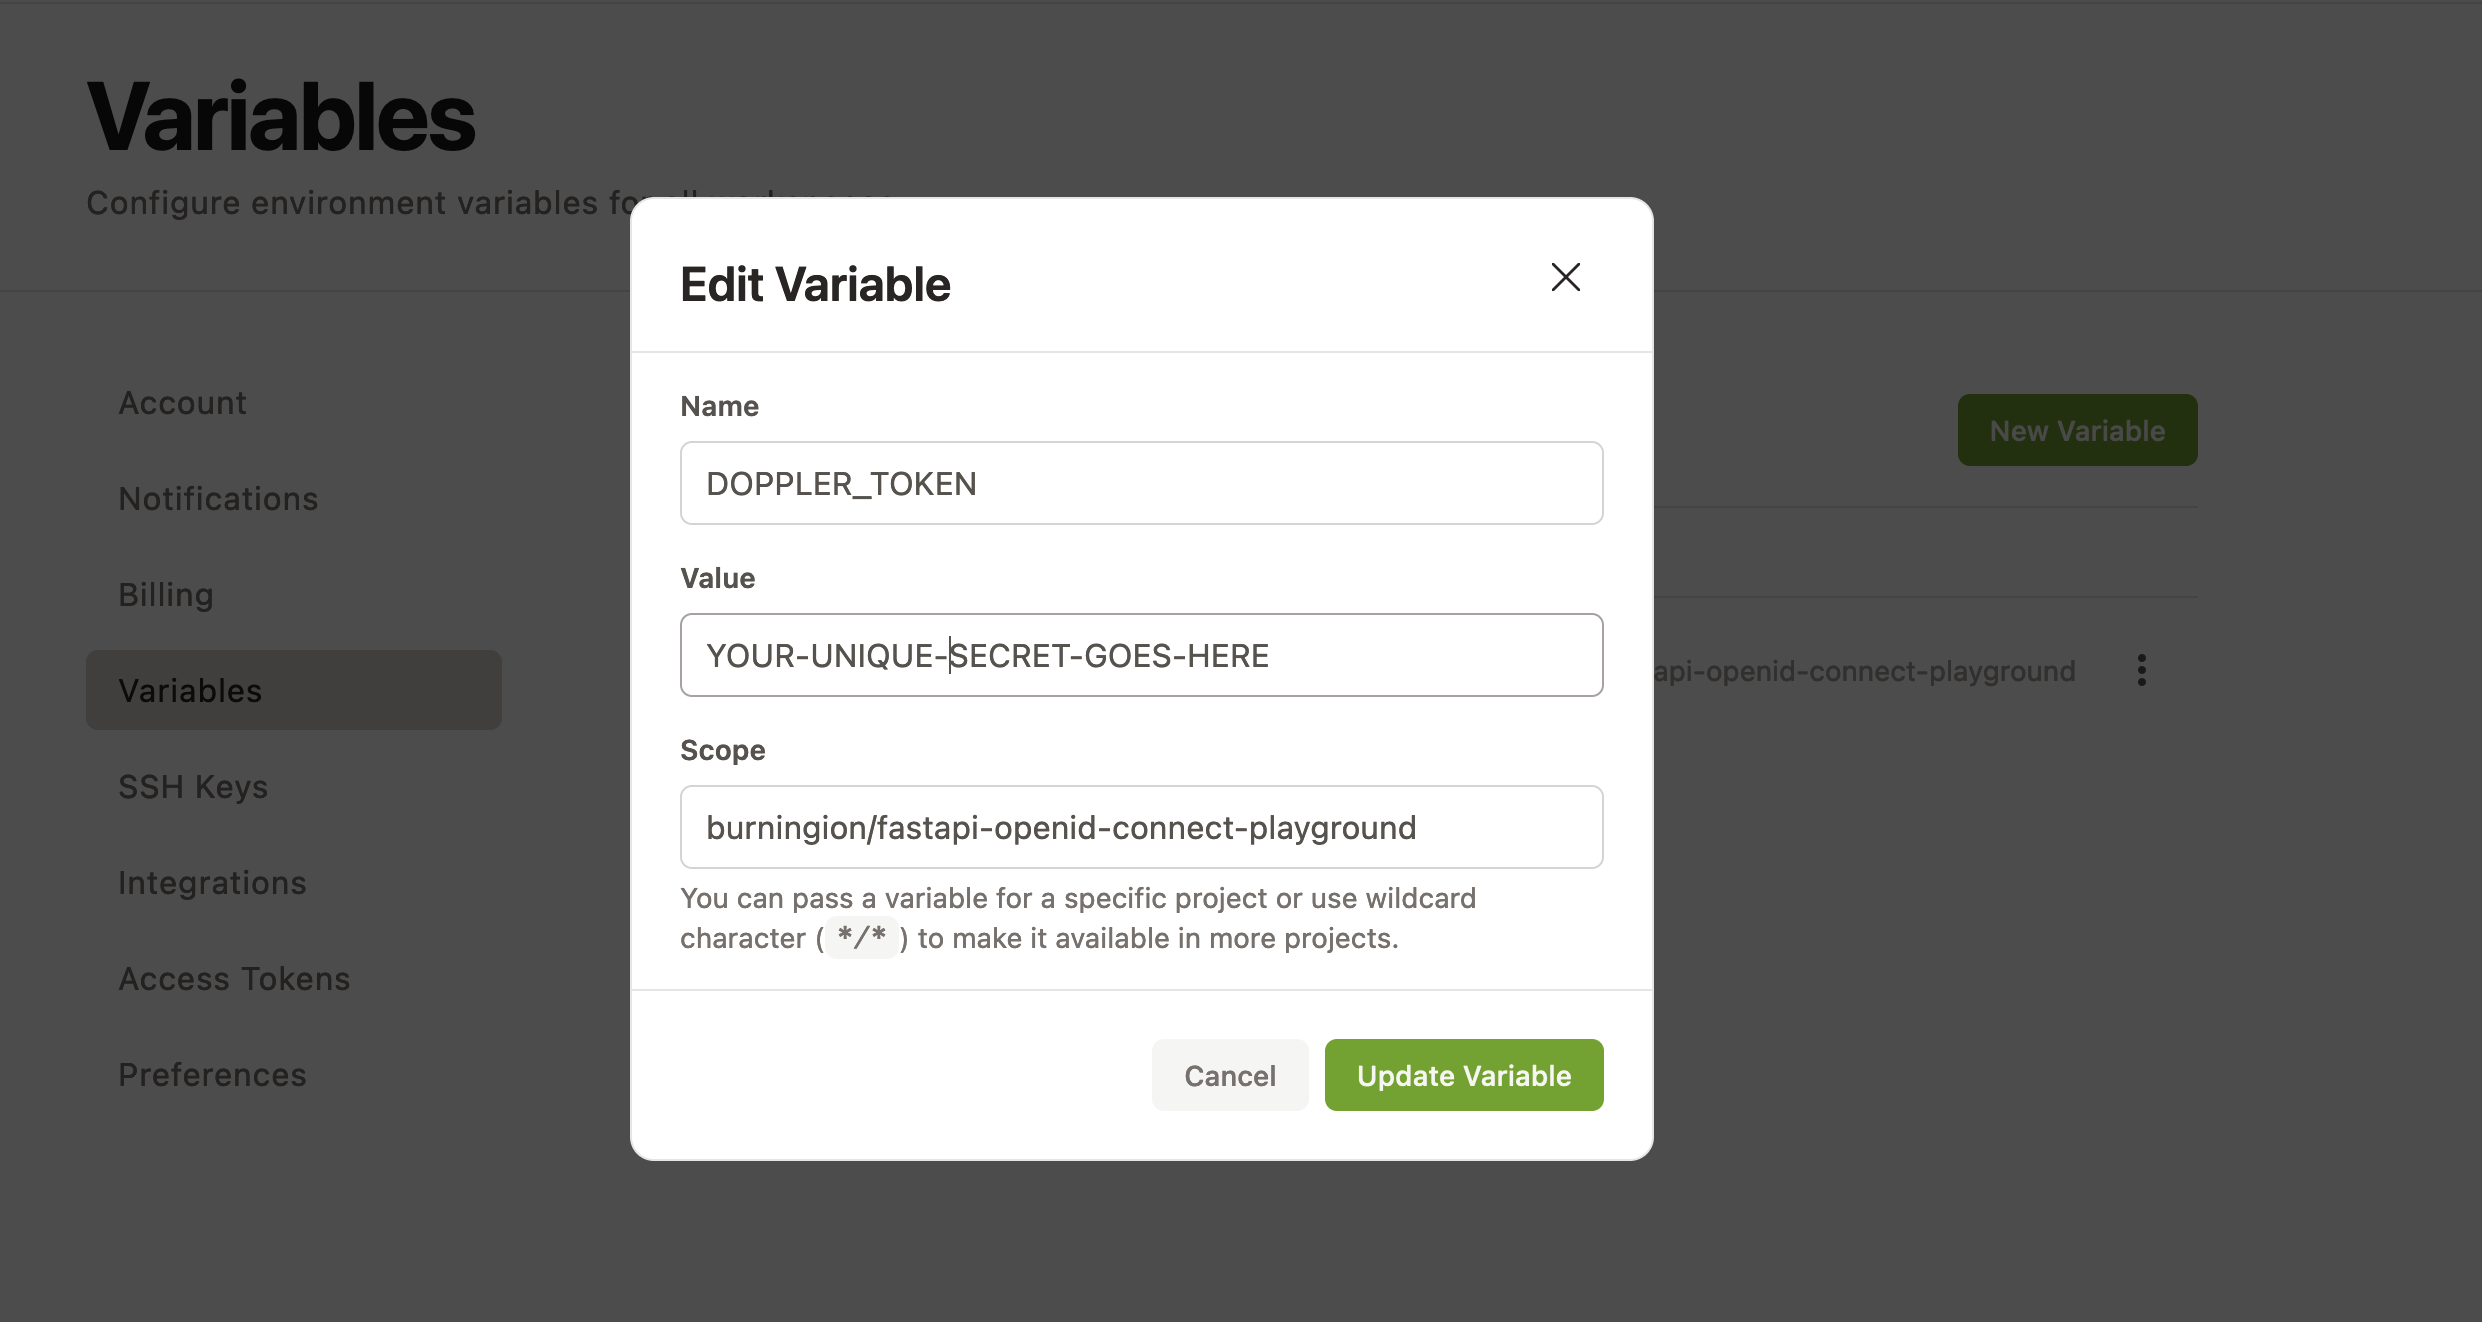 Variables
Configure environment variables for all workspaces.
Edit Variable
Account
Notifications
Billing
Variables
SSH Keys
Integrations
Access Tokens
Preferences
New Variable
Name
DOPPLER_TOKEN
Value
YOUR-UNIQUE-SECRET-GOES-HERE
api-openid-connect-playground
Scope
burningion/fastapi-openid-connect-playground
You can pass a variable for a specific project or use wildcard
character ( */* ) to make it available in more projects.
Cancel
Update Variable